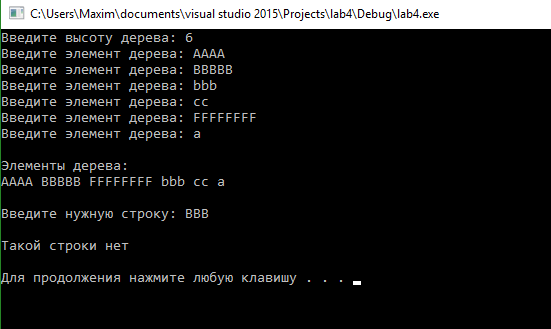 C:\Users\Maxim\documents\visual studio 2015\Projects\lab4\Debug\lab4.exe
Введите высоту дерева: 6
Введите элемент дерева: AAAA
Введите элемент дерева: BBBBB
Введите элемент дерева: bbb
Введите элемент дерева: cc
Введите элемент дерева: FFFFFFFF
Введите элемент дерева: a
Элементы дерева:
AAAA BBBBB FFFFFFFF bbb cc a
Введите нужную строку: BBB
Такой строки нет
Для продолжения нажмите любую клавишу . . .